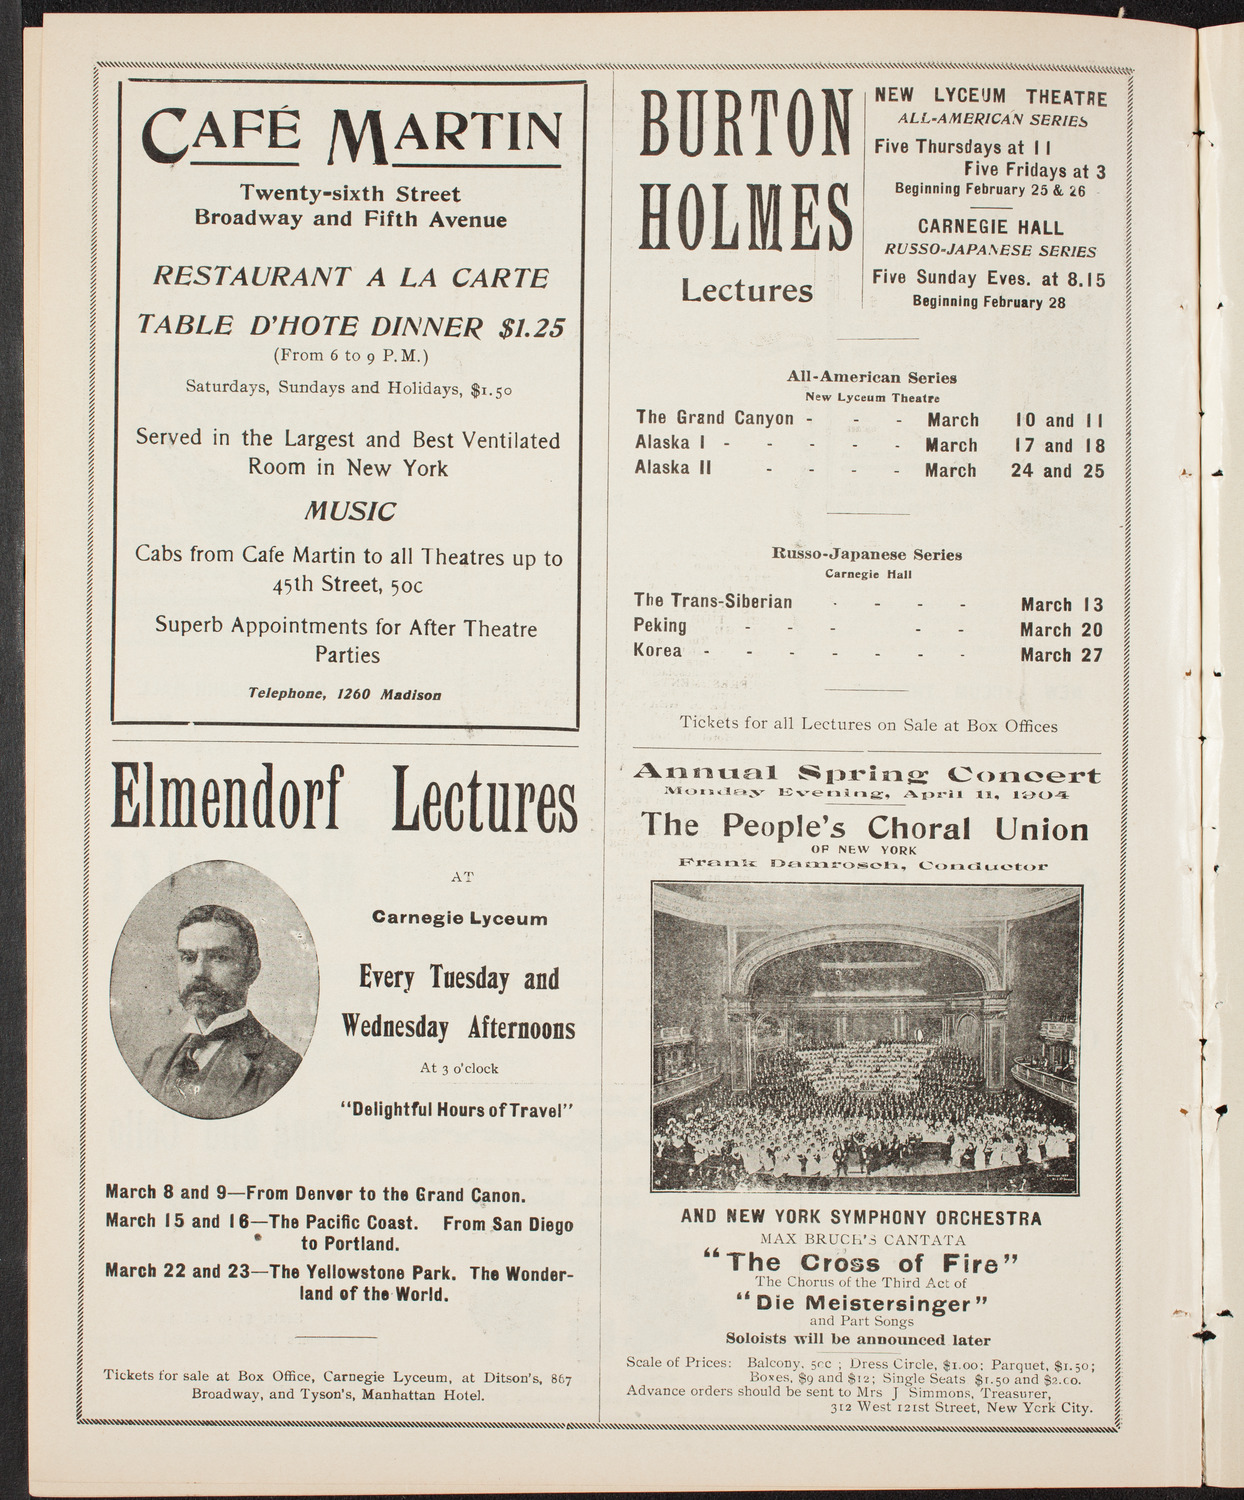 CAFÉ MARTIN
Twenty-sixth Street
Broadway and Fifth Avenue
RESTAURANT A LA CARTE
TABLE D'HOTE DINNER $1.25
(From 6 to 9 P.M.)
Saturdays, Sundays and Holidays, $1.50
Served in the Largest and Best Ventilated
Room in New York
MUSIC
Cabs from Cafe Martin to all Theatres up to
45th Street, 50c
Superb Appointments for After Theatre
Parties
Telephone, 1260 Madison
Elmendorf Lectures
AT
Carnegie Lyceum
Every Tuesday and
Wednesday Afternoons
At 3 o'clock
"Delightful Hours of Travel"
March 8 and 9—From Denver to the Grand Canon.
March 15 and 16—The Pacific Coast. From San Diego
to Portland.
March 22 and 23—The Yellowstone Park. The Wonder-
land of the World.
Tickets for sale at Box Office, Carnegie Lyceum, at Ditson's, 867
Broadway, and Tyson's, Manhattan Hotel.
BURTON
HOLMES
Lectures
NEW LYCEUM THEATRE
ALL-AMERICAN SERIES
Five Thursdays at 11
Five Fridays at 3
Beginning February 25 & 26
CARNEGIE HALL
RUSSO-JAPANESE SERIES
Five Sunday Eves. at 8.15
Beginning February 28
All-American Series
New Lyceum Theatre
The Grand Canyon - - - March 10 and 11
Alaska I - - - - - March 17 and 18
Alaska II - - - - March 24 and 25
Russo-Japanese Series
Carnegie Hall
The Trans-Siberian - - - - March 13
Peking - - - - - March 20
Korea - - - - - - - March 27
Tickets for all Lectures on Sale at Box Offices
Annual Spring Concert
Monday Evening, April 11, 1904
The People's Choral Union
OF NEW YORK
Frank Damrosch, Conductor
AND NEW YORK SYMPHONY ORCHESTRA
MAX BRUCH'S CANTATA
"The Cross of Fire"
The Chorus of the Third Act of
"Die Meistersinger"
and Part Songs
Soloists will be announced later
Scale of Prices: Balcony, 50c ; Dress Circle, $1.00; Parquet, $1.50;
Boxes, $9 and $12; Single Seats $1.50 and $2.00.
Advance orders should be sent to Mrs J Simmons, Treasurer,
312 West 121st Street, New York City.